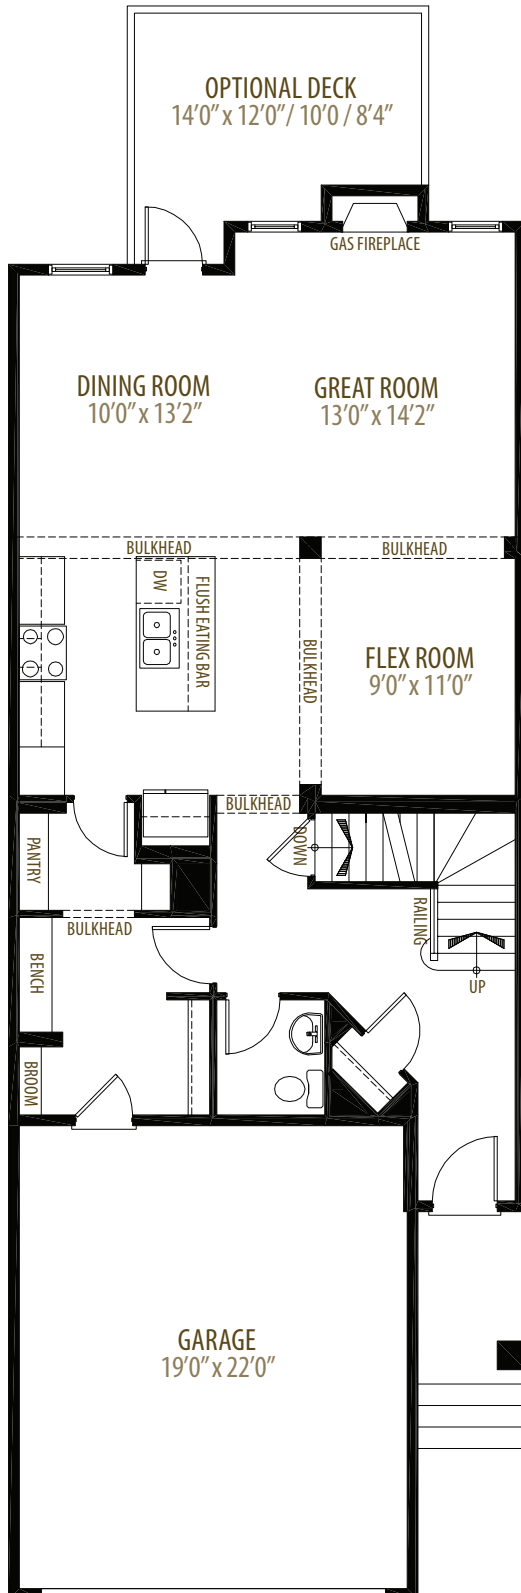 OPTIONAL DECK
14'0" x 12'0" / 10'0 / 8'4"
GAS FIREPLACE
DINING ROOM
10'0" x 13'2"
GREAT ROOM
13'0" x 14'2"
BULKHEAD
BULKHEAD
DW
FLUSH EATING BAR
BULKHEAD
FLEX ROOM
9'0" x 11'0"
BULKHEAD
DOWN
PANTRY
BULKHEAD
RAILING
BENCH
UP
BROOM
GARAGE
19'0" x 22'0"